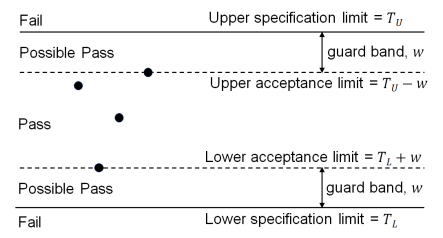 Fail
Upper specification limit = T_U
Possible Pass
guard band, w
Upper acceptance limit = T_U − w
Pass
Lower acceptance limit = T_L + w
Possible Pass
guard band, w
Fail
Lower specification limit = T_L